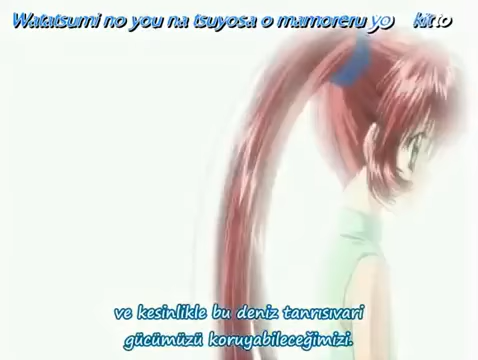 Watatsumi no you na tsuyosa o mamoreru yo kitto
ve kesinlikle bu deniz tanrısıvari
gücümüzü koruyabileceğimizi.